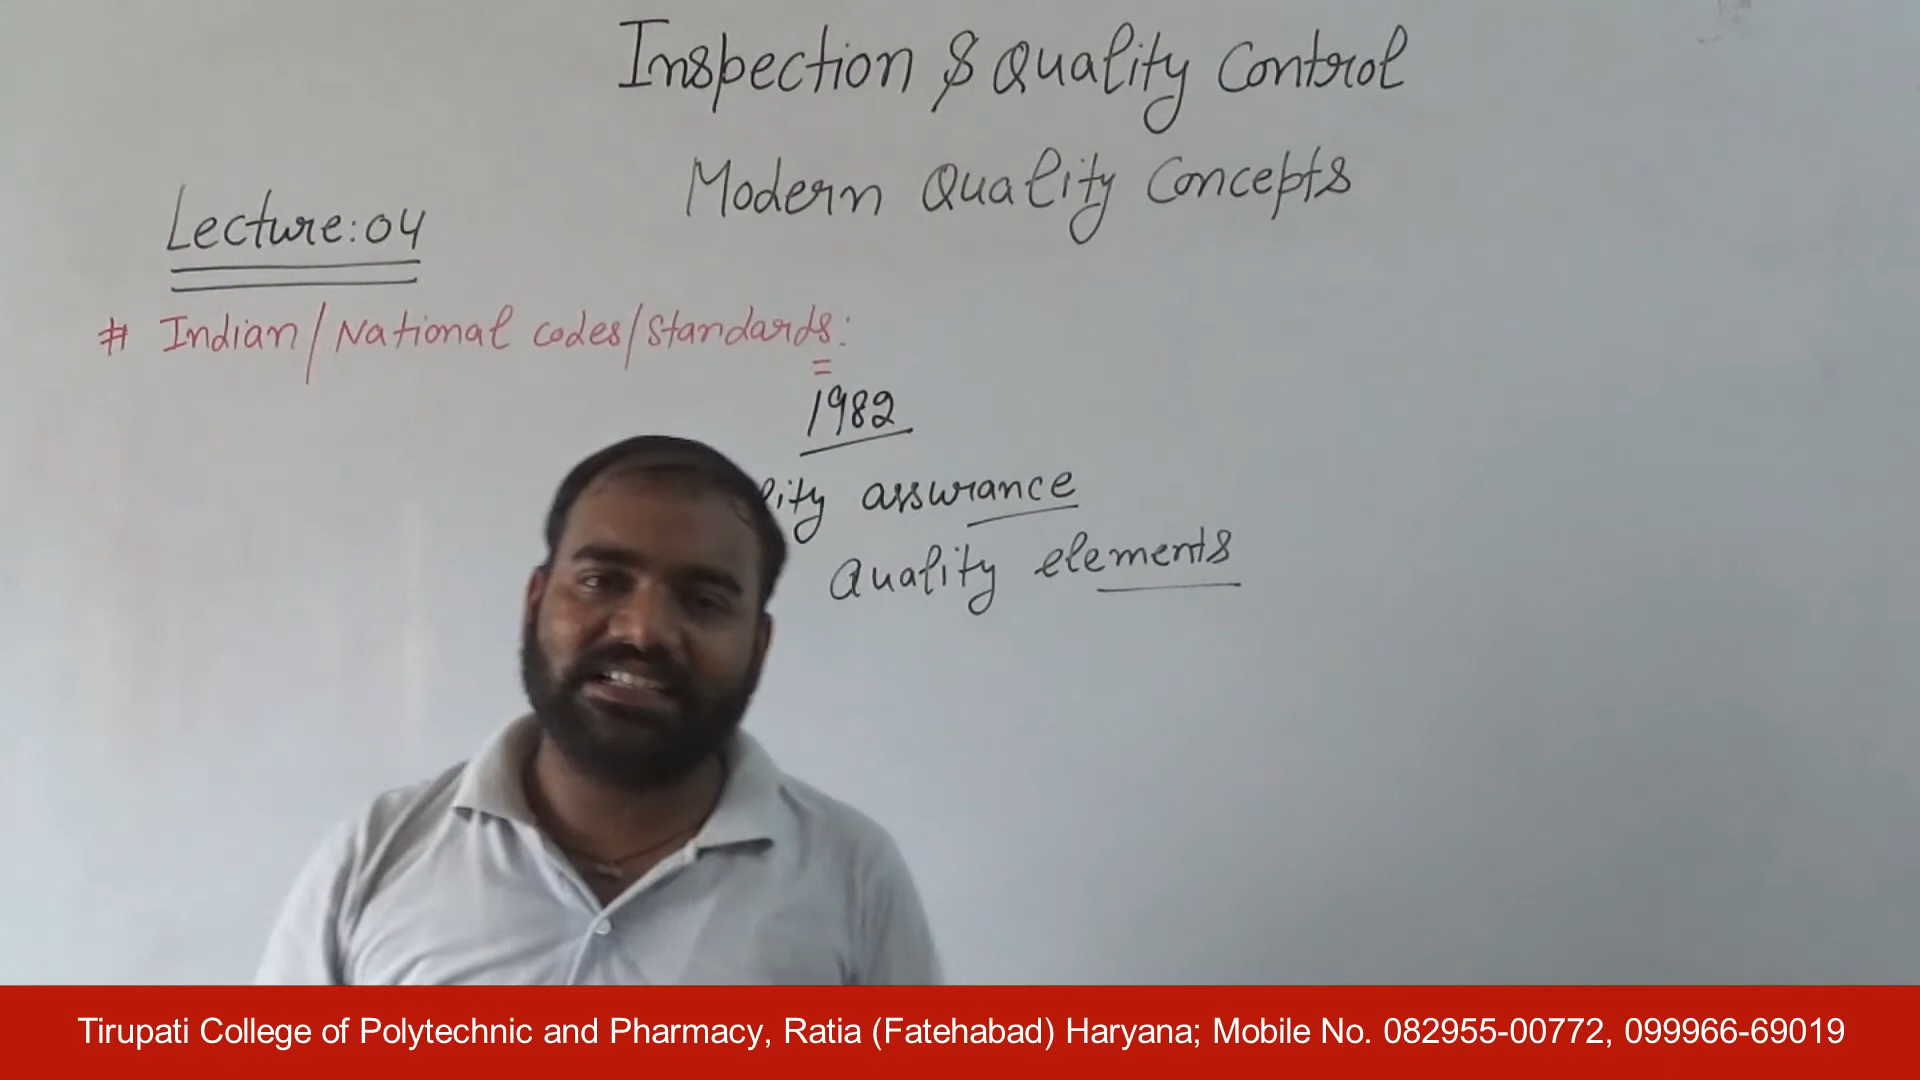 Inspection & Quality Control
Modern Quality Concepts
Lecture:04
# Indian/National codes/standards:
1982
lity assurance
Quality elements
Tirupati College of Polytechnic and Pharmacy, Ratia (Fatehabad) Haryana; Mobile No. 082955-00772, 099966-69019